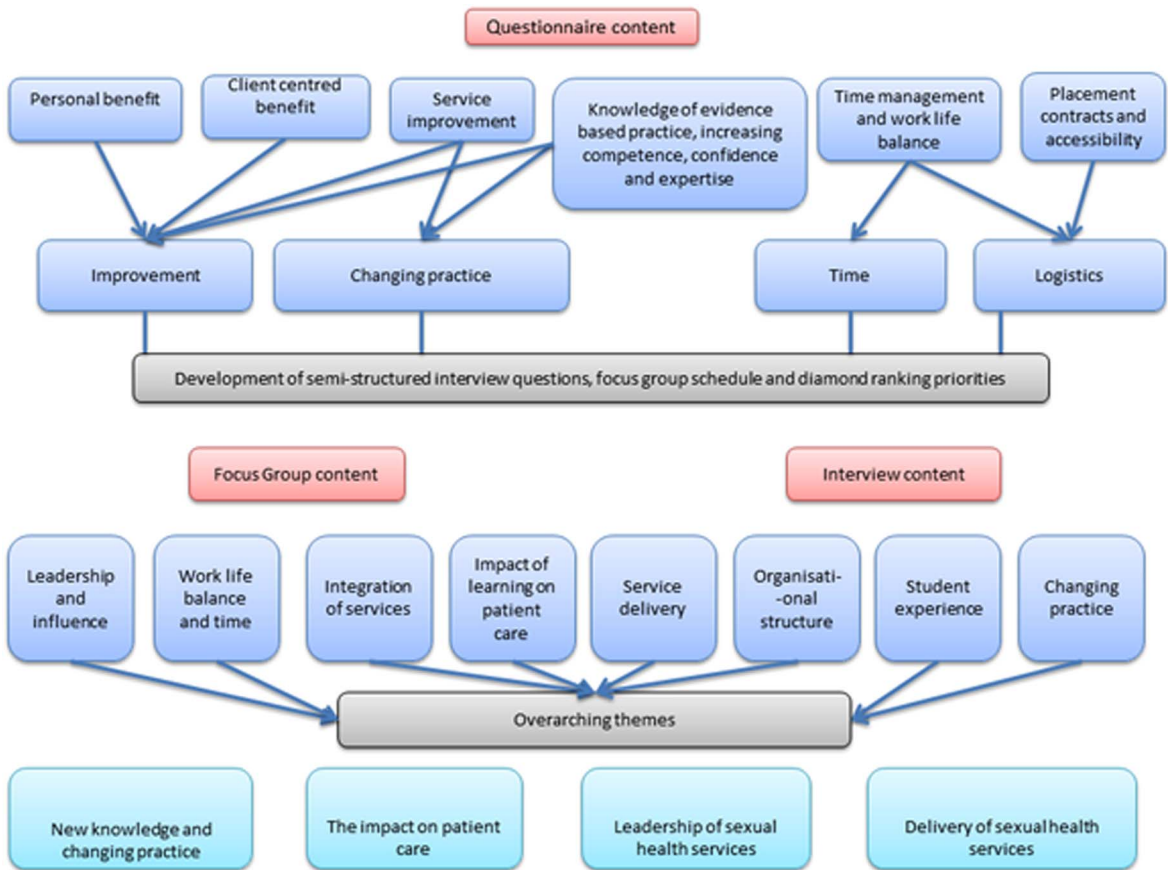 Questionnaire content
Personal benefit
Client centred
benefit
Service
improvement
Knowledge of evidence
based practice, increasing
competence, confidence
and expertise
Time management
and work life
balance
Placement
contracts and
accessibility
Improvement
Changing practice
Time
Logistics
Development of semi-structured interview questions, focus group schedule and diamond ranking priorities
Focus Group content
Interview content
Leadership
and
influence
Work life
balance
and time
Integration
of services
Impact of
learning on
patient
care
Service
delivery
Organisati-
-onal
structure
Student
experience
Changing
practice
Overarching themes
New knowledge and
changing practice
The impact on patient
care
Leadership of sexual
health services
Delivery of sexual health
services